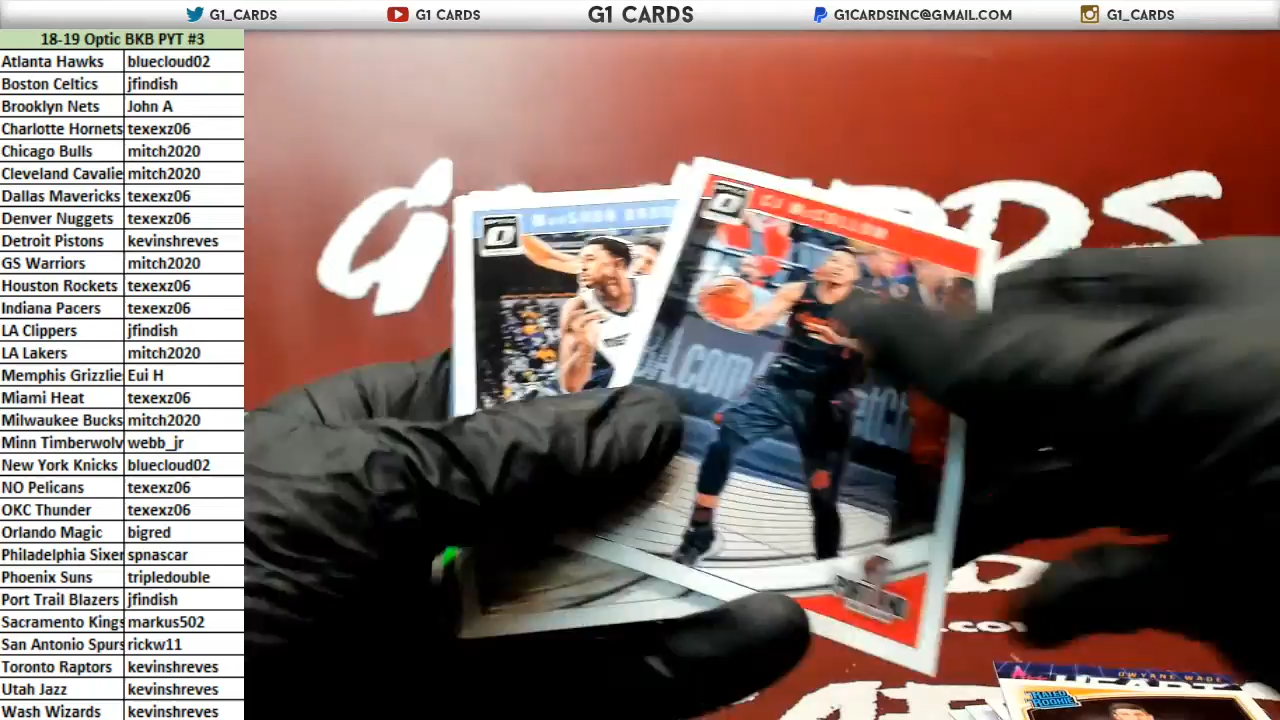 G1_CARDS
G1 CARDS
G1 CARDS
G1CARDSINC@GMAIL.COM
G1_CARDS
18-19 Optic BKB PYT #3
Atlanta Hawks bluecloud02
Boston Celtics jfindish
Brooklyn Nets John A
Charlotte Hornets texexz06
Chicago Bulls mitch2020
Cleveland Cavalie mitch2020
Dallas Mavericks texexz06
Denver Nuggets texexz06
Detroit Pistons kevinshreves
GS Warriors mitch2020
Houston Rockets texexz06
Indiana Pacers texexz06
LA Clippers jfindish
LA Lakers mitch2020
Memphis Grizzlie Eui H
Miami Heat texexz06
Milwaukee Bucks mitch2020
Minn Timberwolv webb_jr
New York Knicks bluecloud02
NO Pelicans texexz06
OKC Thunder texexz06
Orlando Magic bigred
Philadelphia Sixer spnascar
Phoenix Suns tripledouble
Port Trail Blazers jfindish
Sacramento Kings markus502
San Antonio Spurs rickw11
Toronto Raptors kevinshreves
Utah Jazz kevinshreves
Wash Wizards kevinshreves
CJ McCOLLUM
DWYANE WADE
RATED ROOKIE